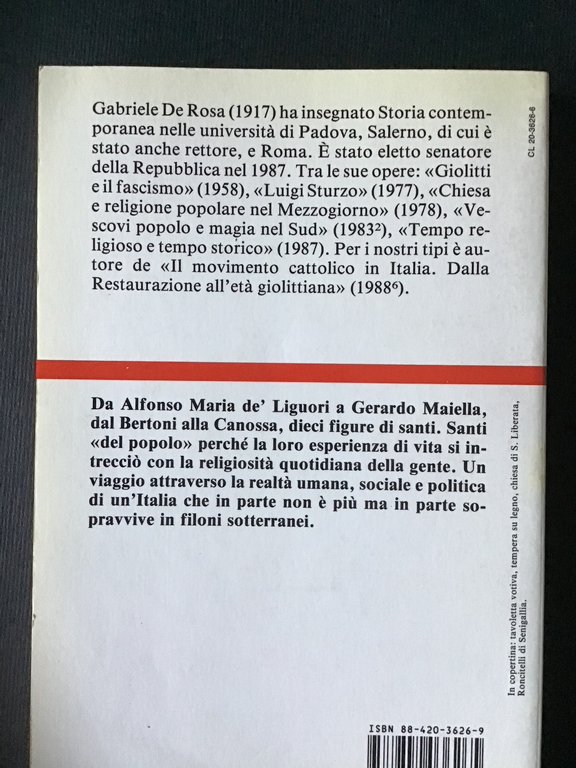 Gabriele De Rosa (1917) ha insegnato Storia contem-
poranea nelle università di Padova, Salerno, di cui è
stato anche rettore, e Roma. È stato eletto senatore
della Repubblica nel 1987. Tra le sue opere: «Giolitti
e il fascismo» (1958), «Luigi Sturzo» (1977), «Chiesa
e religione popolare nel Mezzogiorno» (1978), «Ve-
scovi popolo e magia nel Sud» (1983²), «Tempo re-
ligioso e tempo storico» (1987). Per i nostri tipi è au-
tore de «Il movimento cattolico in Italia. Dalla
Restaurazione all'età giolittiana» (1988⁶).
CL 20-3626-6
Da Alfonso Maria de' Liguori a Gerardo Maiella,
dal Bertoni alla Canossa, dieci figure di santi. Santi
«del popolo» perché la loro esperienza di vita si in-
trecciò con la religiosità quotidiana della gente. Un
viaggio attraverso la realtà umana, sociale e politica
di un'Italia che in parte non è più ma in parte so-
pravvive in filoni sotterranei.
In copertina: tavoletta votiva, tempera su legno, chiesa di S. Liberata,
Roncitelli di Senigallia.
ISBN 88-420-3626-9